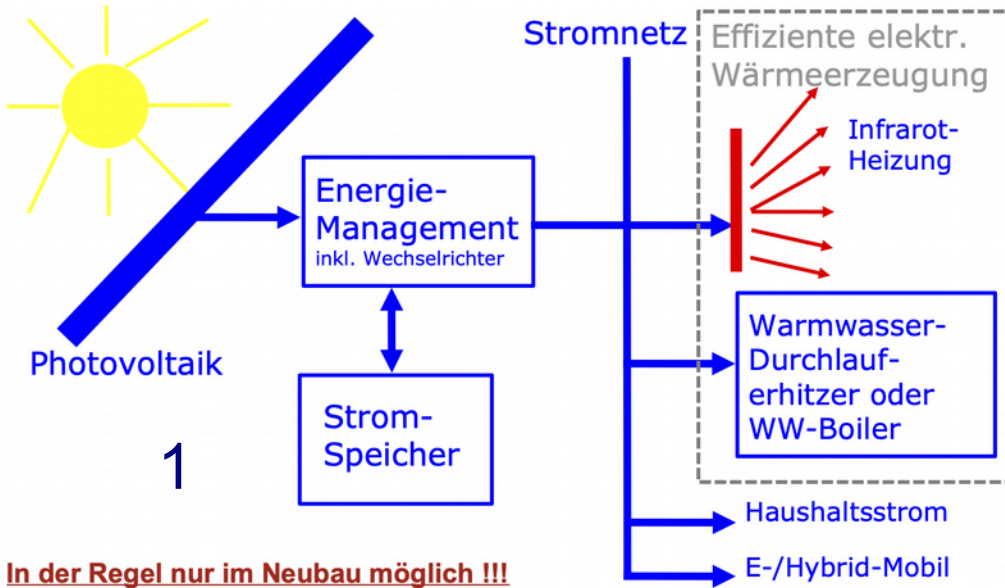 Stromnetz
Effiziente elektr.
Wärmeerzeugung
Infrarot-
Heizung
Energie-
Management
inkl. Wechselrichter
Photovoltaik
Warmwasser-
Durchlauf-
erhitzer oder
WW-Boiler
Strom-
Speicher
1
Haushaltsstrom
E-/Hybrid-Mobil
In der Regel nur im Neubau möglich !!!